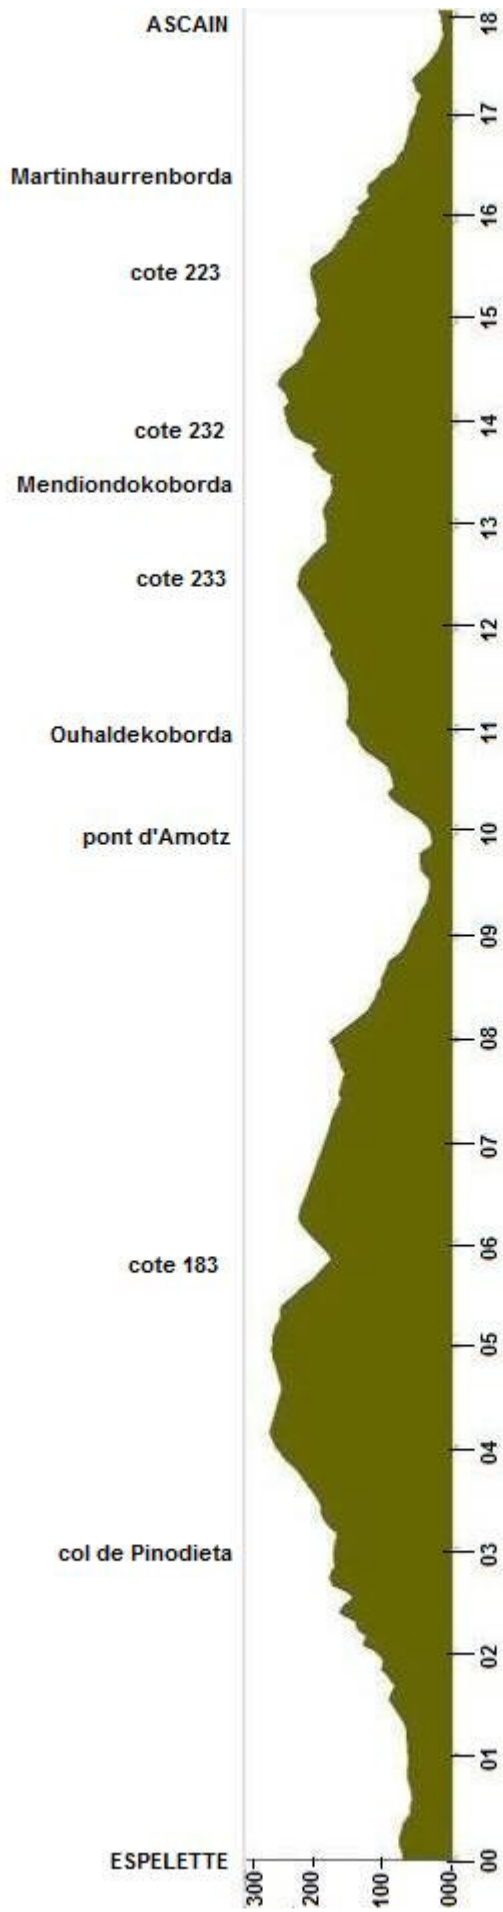 ASCAIN
Martinhaurrenborda
cote 223
cote 232
Mendiondokoborda
cote 233
Ouhaldekoborda
pont d'Amotz
cote 183
col de Pinodieta
ESPELETTE
18
17
16
15
14
13
12
11
10
09
08
07
06
05
04
03
02
01
00
300
200
100
000